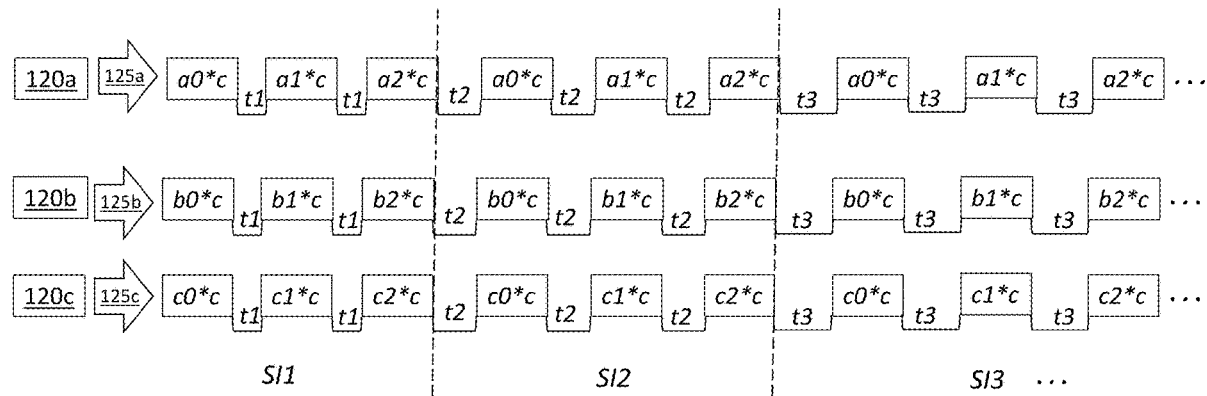 120a 125a a0*c t1 a1*c t1 a2*c t2 a0*c t2 a1*c t2 a2*c t3 a0*c t3 a1*c t3 a2*c ...
120b 125b b0*c t1 b1*c t1 b2*c t2 b0*c t2 b1*c t2 b2*c t3 b0*c t3 b1*c t3 b2*c ...
120c 125c c0*c t1 c1*c t1 c2*c t2 c0*c t2 c1*c t2 c2*c t3 c0*c t3 c1*c t3 c2*c ...
SI1 SI2 SI3 ...